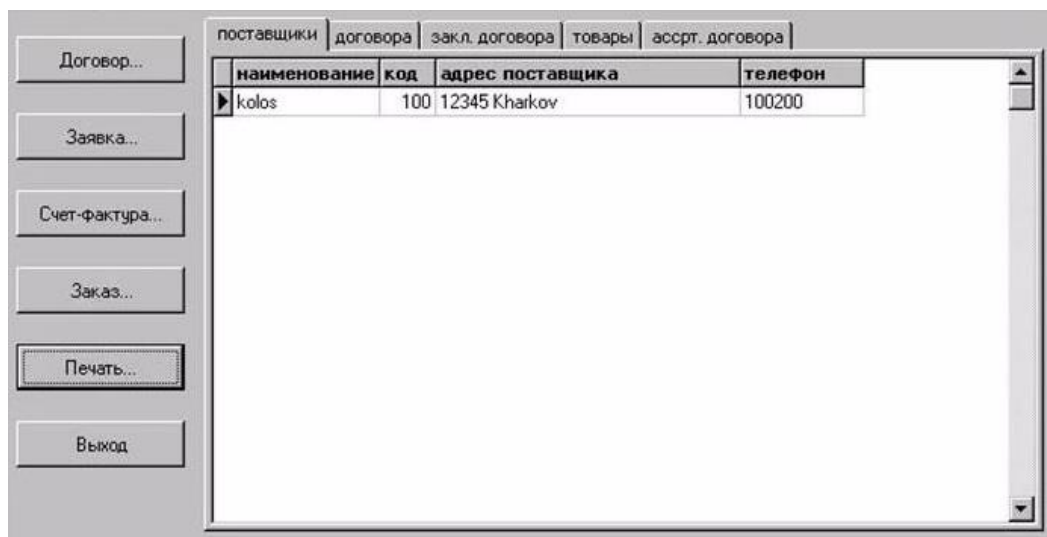 Договор...
Заявка...
Счет-фактура...
Заказ...
Печать...
Выход
поставщики договора закл. договора товары ассрт. договора
наименование код адрес поставщика телефон
kolos 100 12345 Kharkov 100200